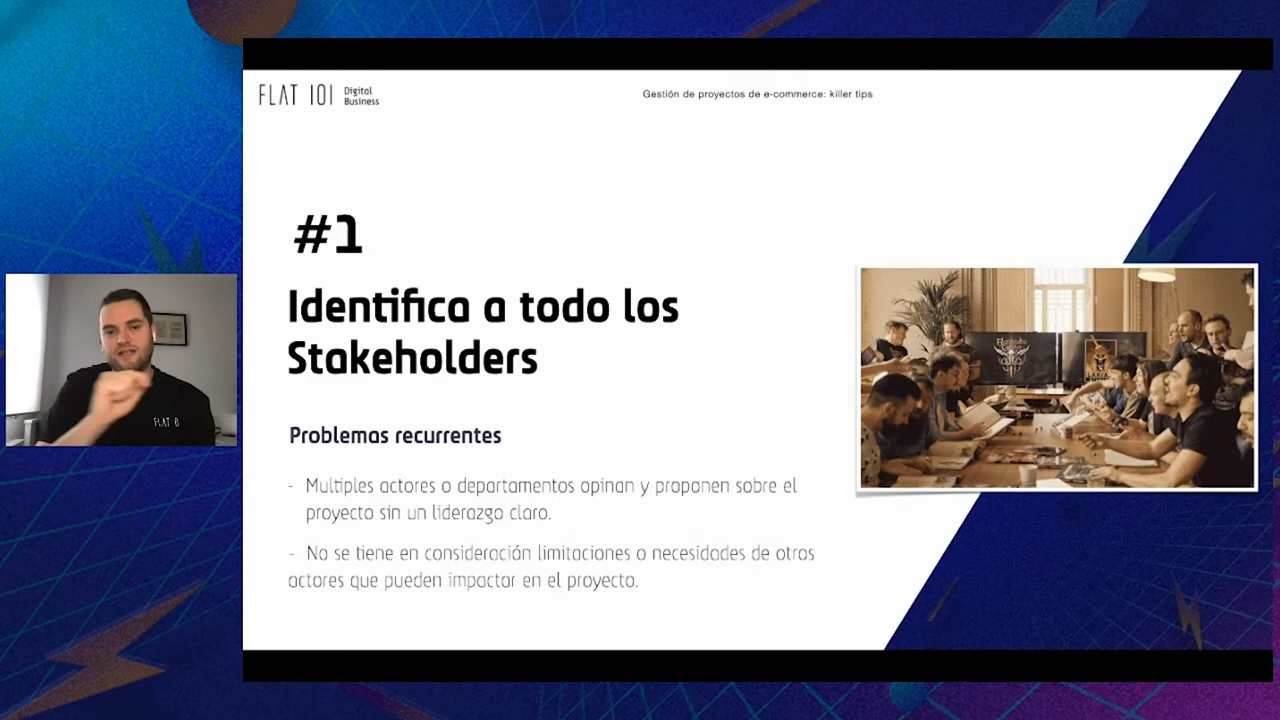 FLAT 101 Digital Business
Gestión de proyectos de e-commerce: killer tips
#1
Identifica a todo los
Stakeholders
Problemas recurrentes
- Multiples actores o departamentos opinan y proponen sobre el
proyecto sin un liderazgo claro.
- No se tiene en consideración limitaciones o necesidades de otros
actores que pueden impactar en el proyecto.
FLAT